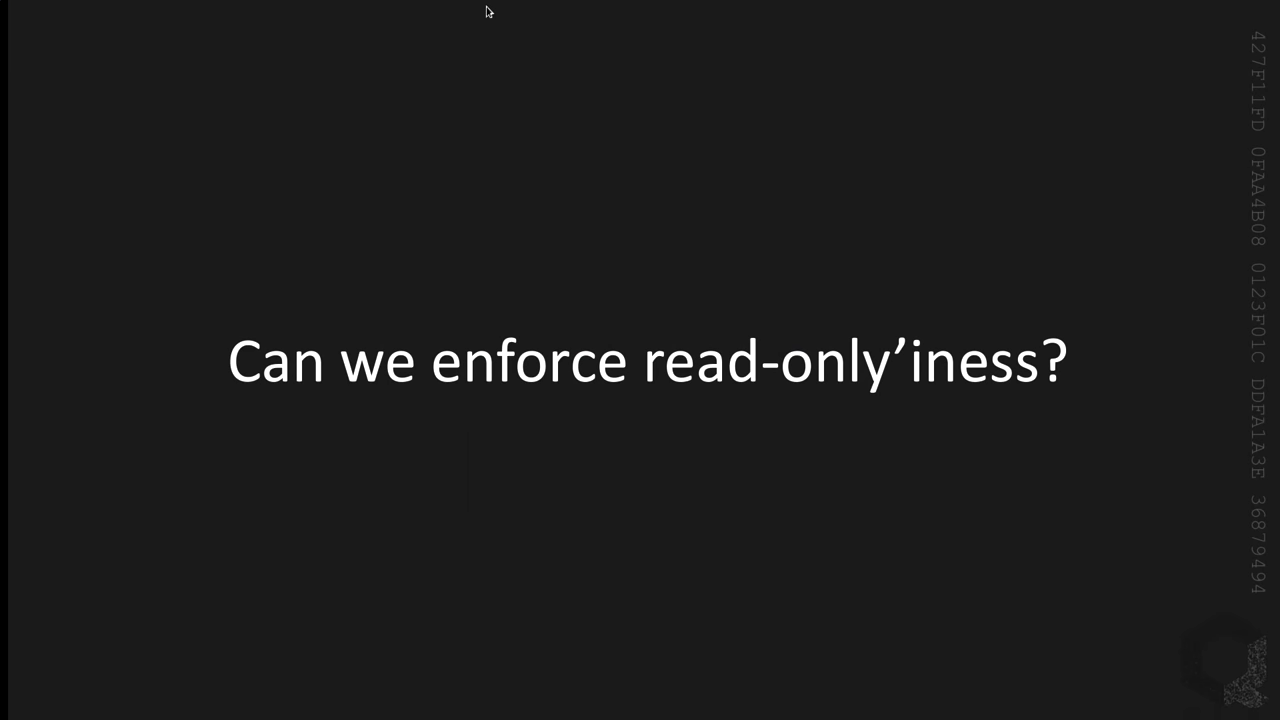 Can we enforce read-only’iness?
427F11FD 0FAA4B08 0123F01C DDFA1A3E 36879494